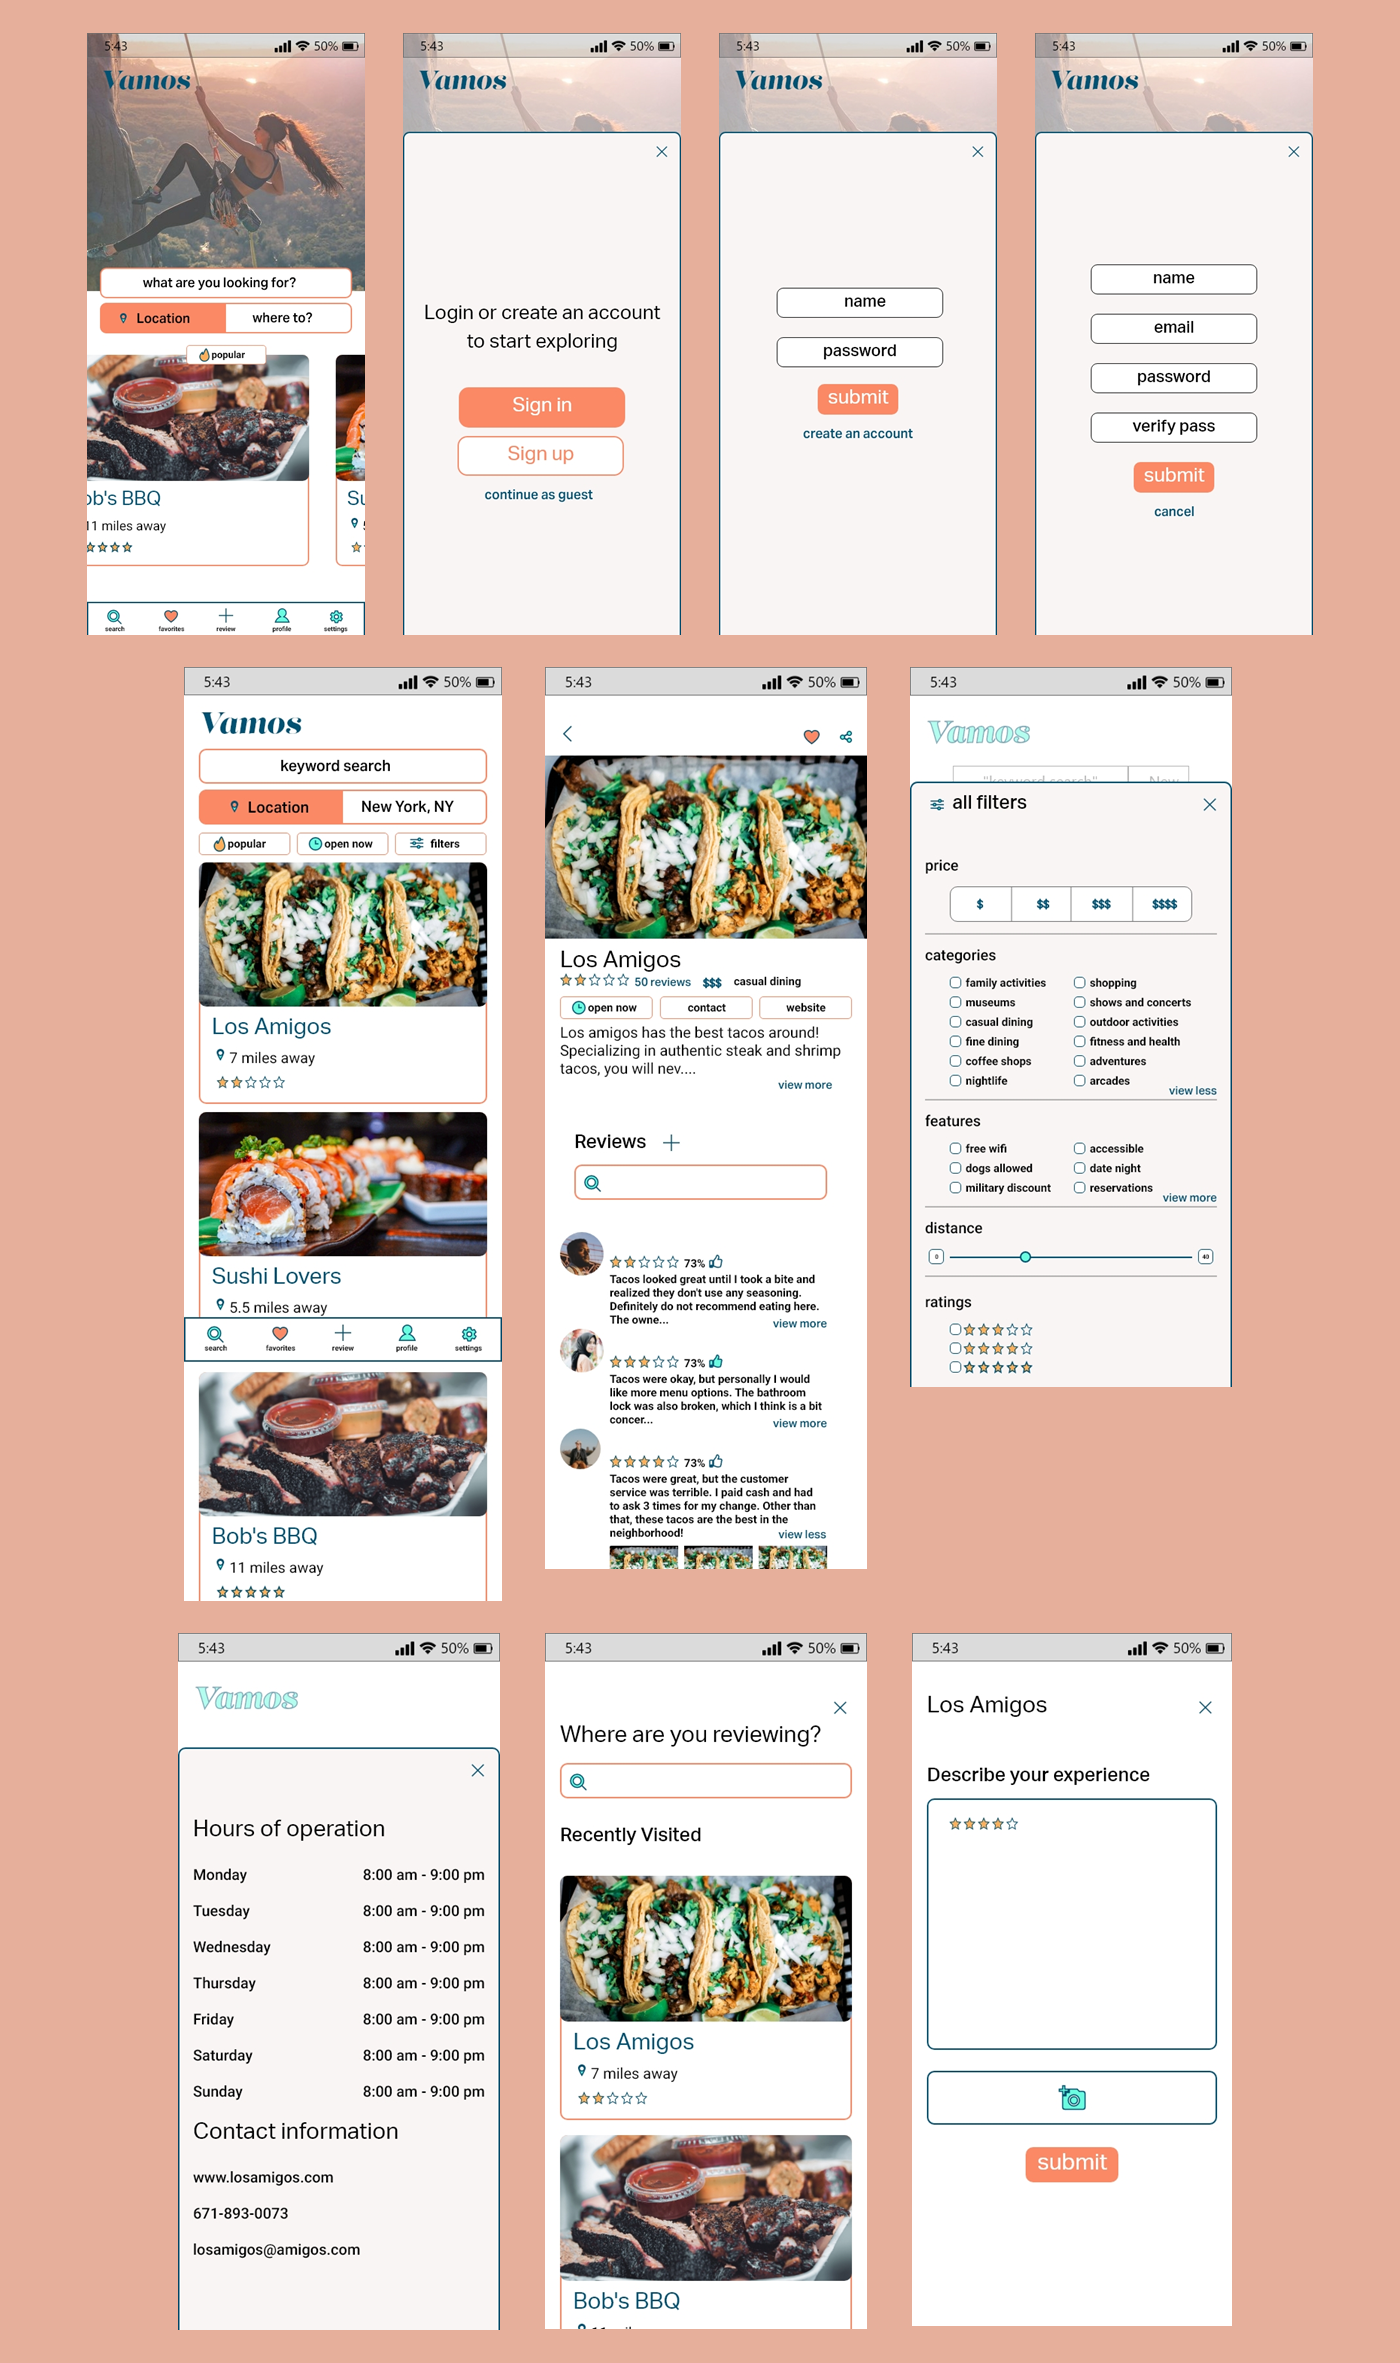 5:43
50%
Vamos
what are you looking for?
Location
where to?
popular
ob's BBQ
11 miles away
Su
search
favorites
review
profile
settings
5:43
50%
Vamos
Login or create an account
to start exploring
Sign in
Sign up
continue as guest
5:43
50%
Vamos
name
password
submit
create an account
5:43
50%
Vamos
name
email
password
verify pass
submit
cancel
5:43
50%
Vamos
keyword search
Location
New York, NY
popular
open now
filters
Los Amigos
7 miles away
Sushi Lovers
5.5 miles away
search
favorites
review
profile
settings
Bob's BBQ
11 miles away
5:43
50%
Los Amigos
50 reviews
$$$
casual dining
open now
contact
website
Los amigos has the best tacos around!
Specializing in authentic steak and shrimp
tacos, you will nev....
view more
Reviews
73%
Tacos looked great until I took a bite and
realized they don't use any seasoning.
Definitely do not recommend eating here.
The owne...
view more
73%
Tacos were okay, but personally I would
like more menu options. The bathroom
lock was also broken, which I think is a bit
concer...
view more
73%
Tacos were great, but the customer
service was terrible. I paid cash and had
to ask 3 times for my change. Other than
that, these tacos are the best in the
neighborhood!
view less
5:43
50%
Vamos
"keyword search"
New
all filters
price
$
$$
$$$
$$$$
categories
family activities
shopping
museums
shows and concerts
casual dining
outdoor activities
fine dining
fitness and health
coffee shops
adventures
nightlife
arcades
view less
features
free wifi
accessible
dogs allowed
date night
military discount
reservations
view more
distance
0
40
ratings
5:43
50%
Vamos
Hours of operation
Monday 8:00 am - 9:00 pm
Tuesday 8:00 am - 9:00 pm
Wednesday 8:00 am - 9:00 pm
Thursday 8:00 am - 9:00 pm
Friday 8:00 am - 9:00 pm
Saturday 8:00 am - 9:00 pm
Sunday 8:00 am - 9:00 pm
Contact information
www.losamigos.com
671-893-0073
losamigos@amigos.com
5:43
50%
Where are you reviewing?
Recently Visited
Los Amigos
7 miles away
Bob's BBQ
5:43
50%
Los Amigos
Describe your experience
submit